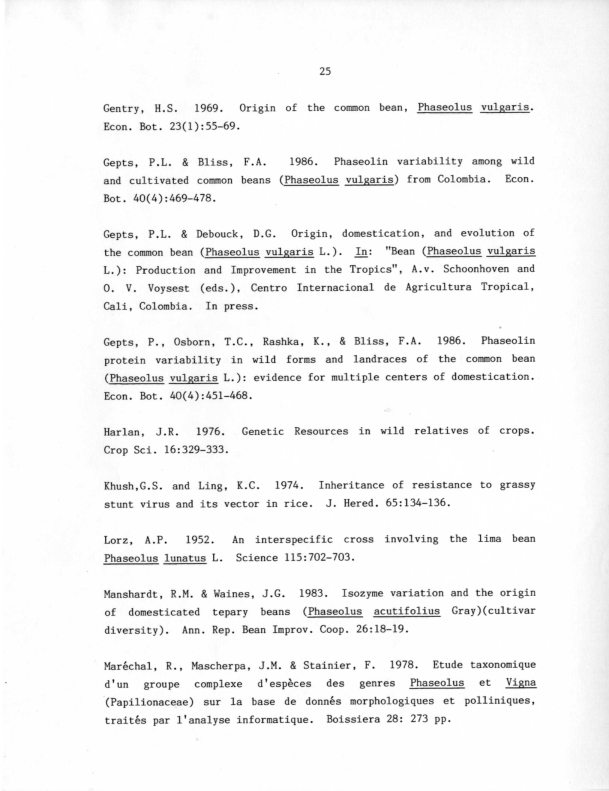 25
Gentry, H.S. 1969. Origin of the common bean, Phaseolus vulgaris.
Econ. Bot. 23(1):55-69.
Gepts, P.L. & Bliss, F.A. 1986. Phaseolin variability among wild
and cultivated common beans (Phaseolus vulgaris) from Colombia. Econ.
Bot. 40(4):469-478.
Gepts, P.L. & Debouck, D.G. Origin, domestication, and evolution of
the common bean (Phaseolus vulgaris L.). In: "Bean (Phaseolus vulgaris
L.): Production and Improvement in the Tropics", A.v. Schoonhoven and
O. V. Voysest (eds.), Centro Internacional de Agricultura Tropical,
Cali, Colombia. In press.
Gepts, P., Osborn, T.C., Rashka, K., & Bliss, F.A. 1986. Phaseolin
protein variability in wild forms and landraces of the common bean
(Phaseolus vulgaris L.): evidence for multiple centers of domestication.
Econ. Bot. 40(4):451-468.
Harlan, J.R. 1976. Genetic Resources in wild relatives of crops.
Crop Sci. 16:329-333.
Khush,G.S. and Ling, K.C. 1974. Inheritance of resistance to grassy
stunt virus and its vector in rice. J. Hered. 65:134-136.
Lorz, A.P. 1952. An interspecific cross involving the lima bean
Phaseolus lunatus L. Science 115:702-703.
Manshardt, R.M. & Waines, J.G. 1983. Isozyme variation and the origin
of domesticated tepary beans (Phaseolus acutifolius Gray)(cultivar
diversity). Ann. Rep. Bean Improv. Coop. 26:18-19.
Maréchal, R., Mascherpa, J.M. & Stainier, F. 1978. Etude taxonomique
d'un groupe complexe d'espèces des genres Phaseolus et Vigna
(Papilionaceae) sur la base de donnés morphologiques et polliniques,
traités par l'analyse informatique. Boissiera 28: 273 pp.